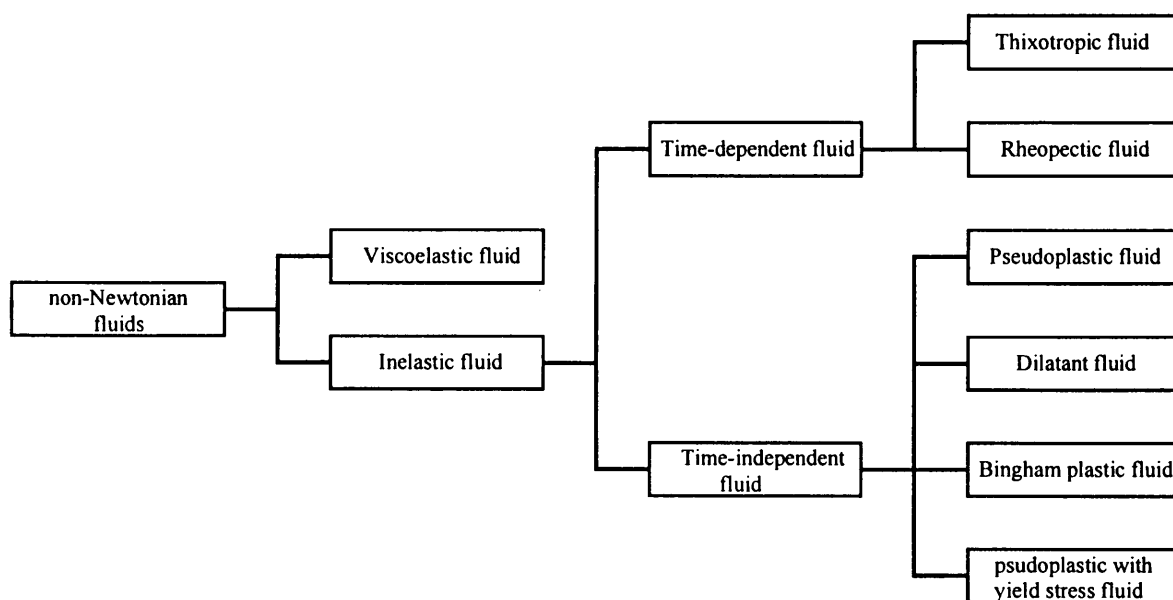 Thixotropic fluid
Time-dependent fluid
Rheopectic fluid
Viscoelastic fluid
Pseudoplastic fluid
non-Newtonian
fluids
Inelastic fluid
Dilatant fluid
Time-independent
fluid
Bingham plastic fluid
psudoplastic with
yield stress fluid